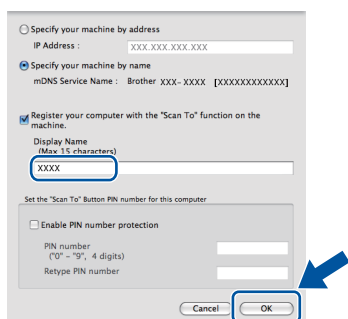 Specify your machine by address
IP Address : XXX.XXX.XXX.XXX
Specify your machine by name
mDNS Service Name : Brother XXX-XXXX [XXXXXXXXXXXX]
Register your computer with the "Scan To" function on the
machine.
Display Name
(Max 15 characters)
XXXX
Set the "Scan To" Button PIN number for this computer
Enable PIN number protection
PIN number
("0" – "9", 4 digits)
Retype PIN number
Cancel OK